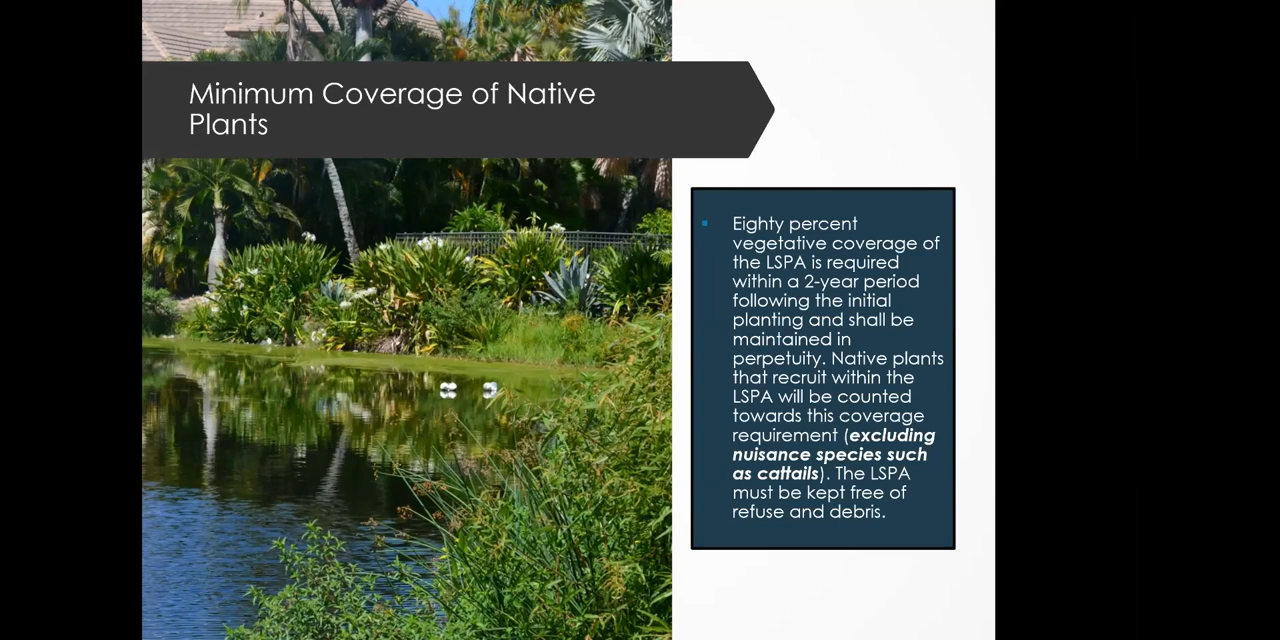 Minimum Coverage of Native
Plants
Eighty percent
vegetative coverage of
the LSPA is required
within a 2-year period
following the initial
planting and shall be
maintained in
perpetuity. Native plants
that recruit within the
LSPA will be counted
towards this coverage
requirement (excluding
nuisance species such
as cattails). The LSPA
must be kept free of
refuse and debris.